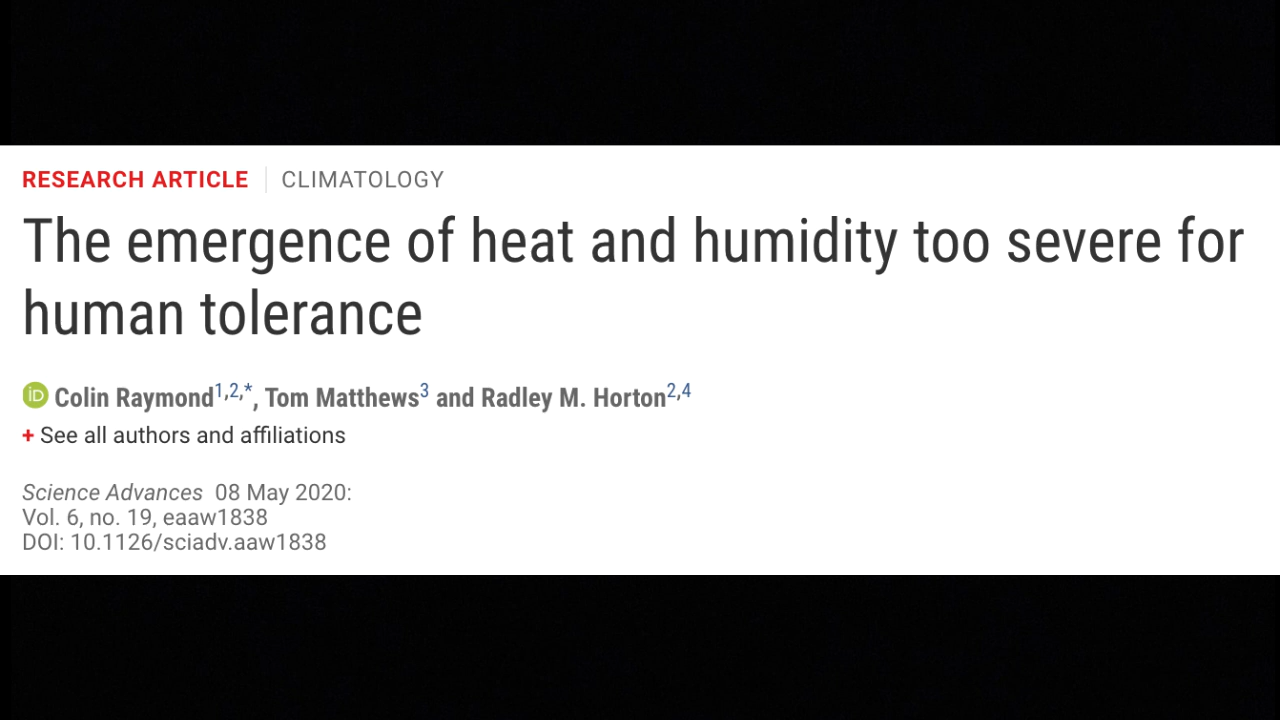 RESEARCH ARTICLE | CLIMATOLOGY
The emergence of heat and humidity too severe for
human tolerance
iD Colin Raymond1,2,*, Tom Matthews3 and Radley M. Horton2,4
+ See all authors and affiliations
Science Advances 08 May 2020:
Vol. 6, no. 19, eaaw1838
DOI: 10.1126/sciadv.aaw1838